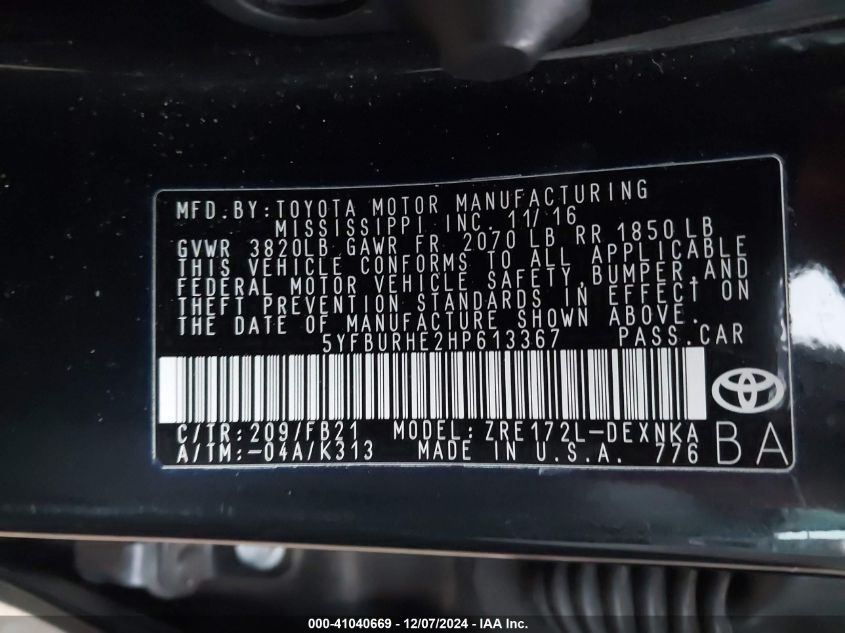 MFD.BY:TOYOTA MOTOR MANUFACTURING
MISSISSIPPI INC. 11/16
GVWR 3820LB GAWR FR 2070 LB RR 1850 LB
THIS VEHICLE CONFORMS TO ALL APPLICABLE
FEDERAL MOTOR VEHICLE SAFETY,BUMPER,AND
THEFT PREVENTION STANDARDS IN EFFECT ON
THE DATE OF MANUFACTURE SHOWN ABOVE.
5YFBURHE2HP613367 PASS.CAR
C/TR:209/FB21 MODEL:ZRE172L-DEXNKA
A/TM:-04A/K313 MADE IN U.S.A. 776
BA
000-41040669 - 12/07/2024 - IAA Inc.